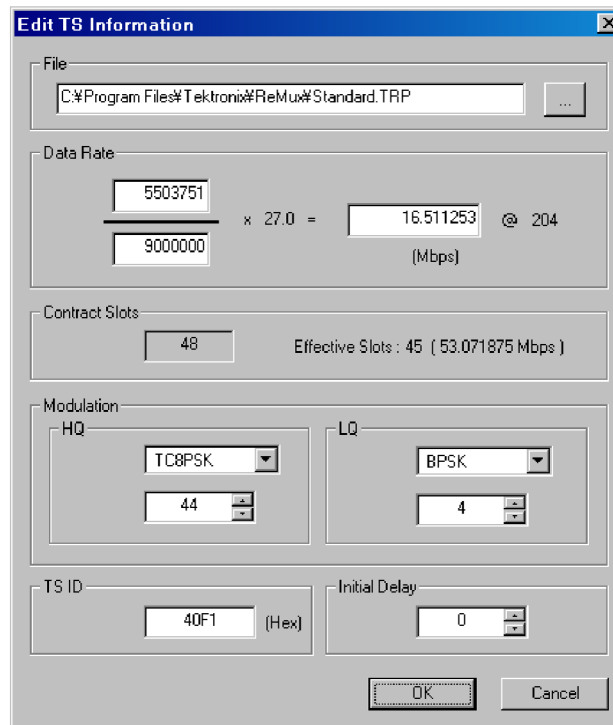 Edit TS Information
File
C:¥Program Files¥Tektronix¥ReMux¥Standard.TRP
...
Data Rate
5503751
9000000
x 27.0 =
16.511253
@ 204
(Mbps)
Contract Slots
48
Effective Slots : 45 ( 53.071875 Mbps )
Modulation
HQ
TC8PSK
44
LQ
BPSK
4
TS ID
40F1
(Hex)
Initial Delay
0
OK
Cancel